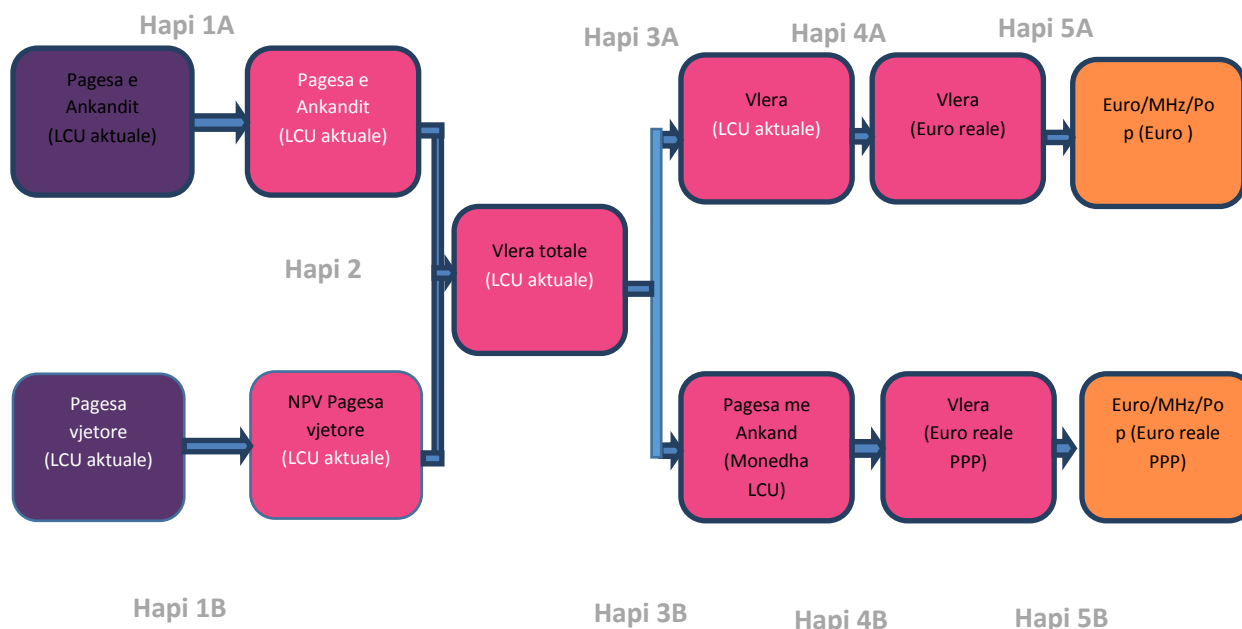 Hapi 1A
Hapi 3A
Hapi 4A
Hapi 5A
Pagesa e
Ankandit
(LCU aktuale)
Pagesa e
Ankandit
(LCU aktuale)
Vlera
(LCU aktuale)
Vlera
(Euro reale)
Euro/MHz/Po
p (Euro )
Hapi 2
Vlera totale
(LCU aktuale)
Pagesa
vjetore
(LCU aktuale)
NPV Pagesa
vjetore
(LCU aktuale)
Pagesa me
Ankand
(Monedha
LCU)
Vlera
(Euro reale
PPP)
Euro/MHz/Po
p (Euro reale
PPP)
Hapi 1B
Hapi 3B
Hapi 4B
Hapi 5B